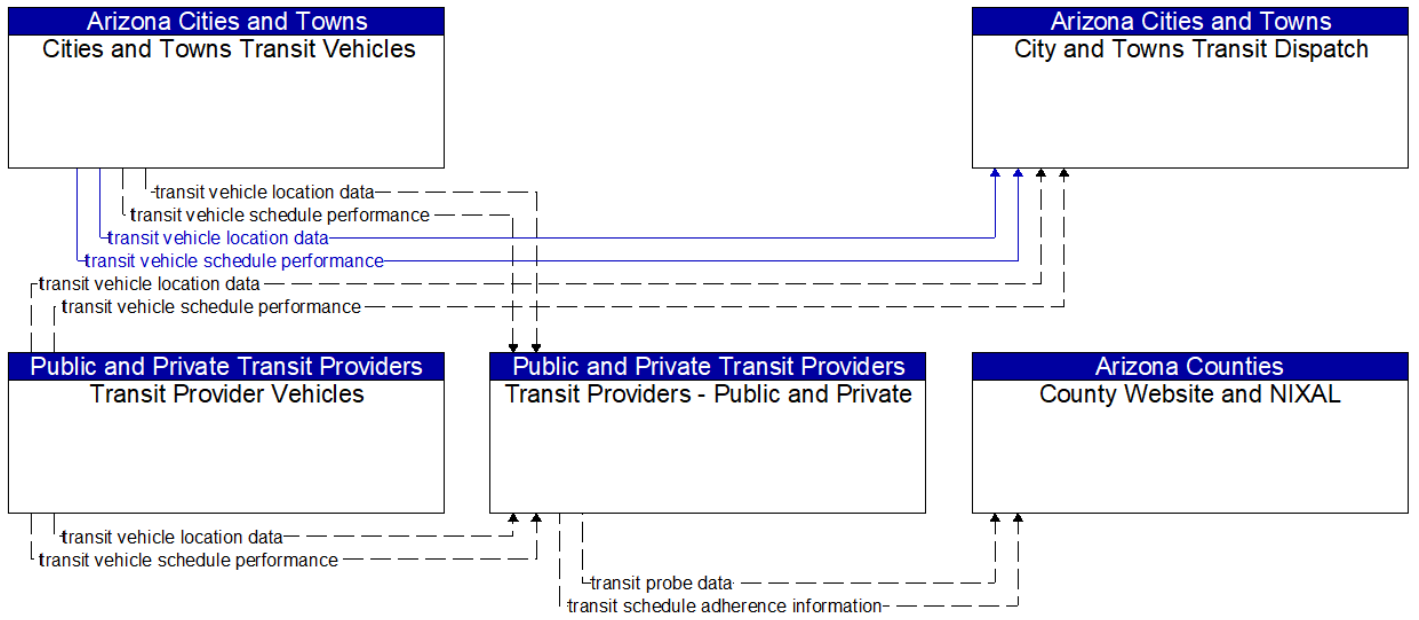 Arizona Cities and Towns
Cities and Towns Transit Vehicles
Arizona Cities and Towns
City and Towns Transit Dispatch
transit vehicle location data
transit vehicle schedule performance
transit vehicle location data
transit vehicle schedule performance
transit vehicle location data
transit vehicle schedule performance
Public and Private Transit Providers
Transit Provider Vehicles
Public and Private Transit Providers
Transit Providers - Public and Private
Arizona Counties
County Website and NIXAL
transit vehicle location data
transit vehicle schedule performance
transit probe data
transit schedule adherence information